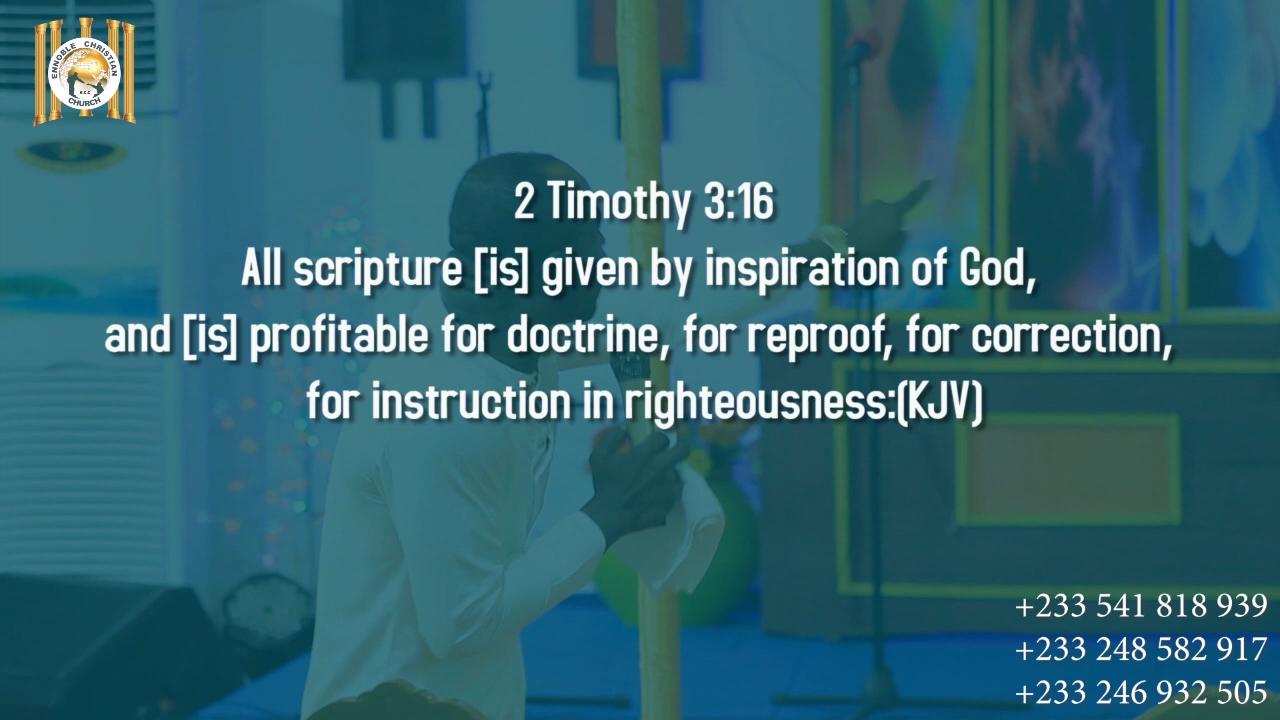 ENNOBLE CHRISTIAN
E.C.C
CHURCH
2 Timothy 3:16
All scripture [is] given by inspiration of God,
and [is] profitable for doctrine, for reproof, for correction,
for instruction in righteousness:(KJV)
+233 541 818 939
+233 248 582 917
+233 246 932 505